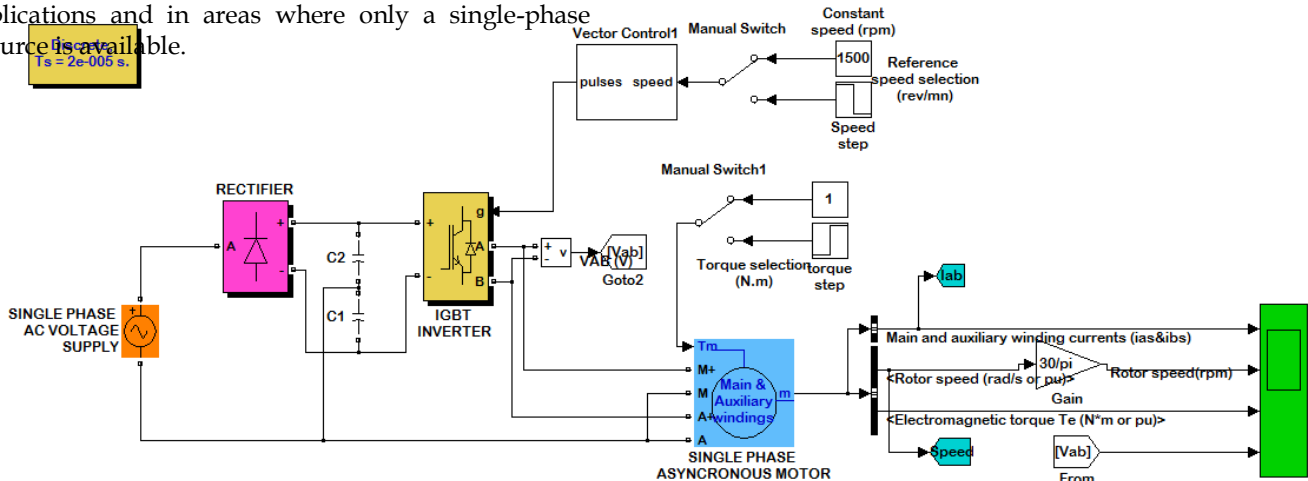 plications and in areas where only a single-phase
urce is available.
Discrete,
Ts = 2e-005 s.
Vector Control1
pulses speed
Manual Switch
Constant
speed (rpm)
1500
Reference
speed selection
(rev/mn)
Speed
step
Manual Switch1
1
Torque selection
(N.m)
torque
step
RECTIFIER
A
+
-
C2
C1
+
-
g
A
B
IGBT
INVERTER
+
-
v
VAB (V)
[Vab]
Goto2
SINGLE PHASE
AC VOLTAGE
SUPPLY
+
Tm
M+
M
A+
A
Main &
Auxiliary
windings
m
SINGLE PHASE
ASYNCRONOUS MOTOR
Iab
Main and auxiliary winding currents (ias&ibs)
30/pi
<Rotor speed (rad/s or pu)>
Rotor speed(rpm)
Gain
<Electromagnetic torque Te (N*m or pu)>
Speed
[Vab]
From